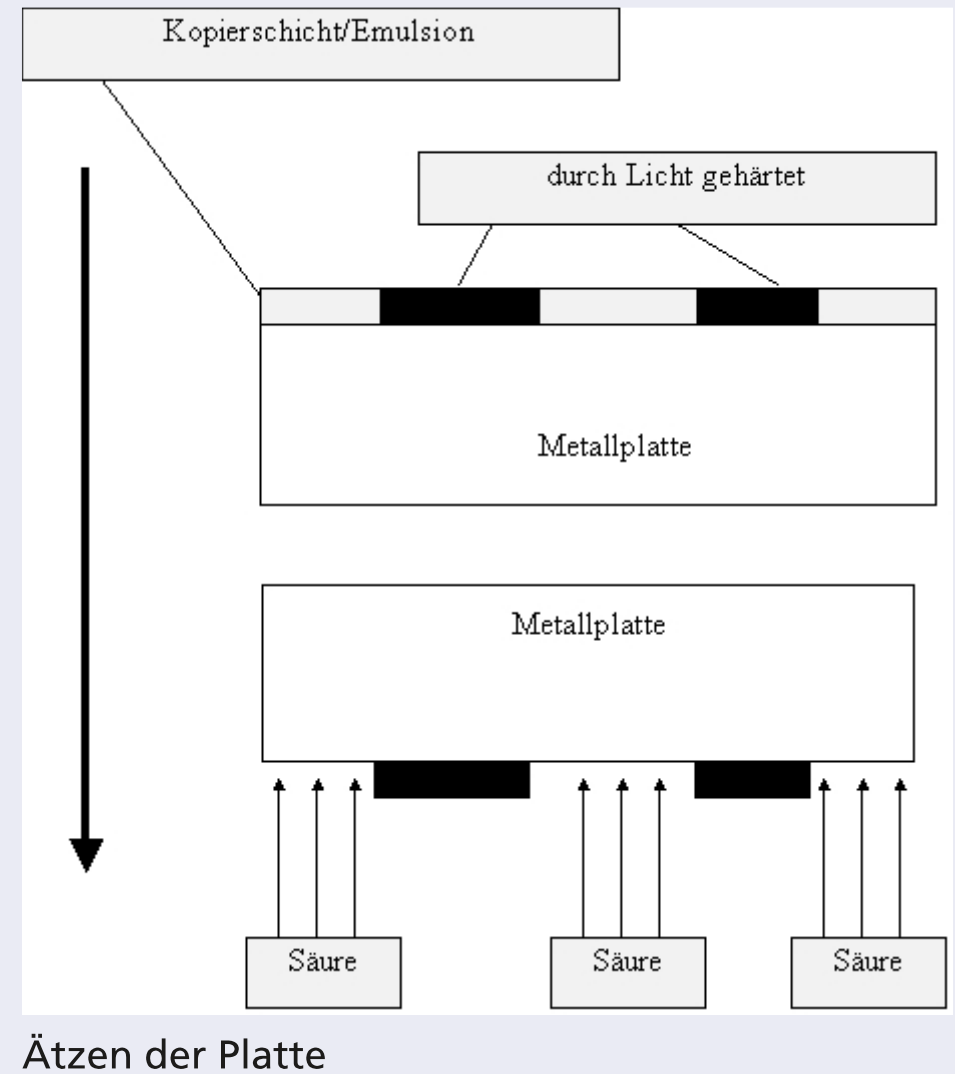 Kopierschicht/Emulsion
durch Licht gehärtet
Metallplatte
Metallplatte
Säure
Säure
Säure
Ätzen der Platte